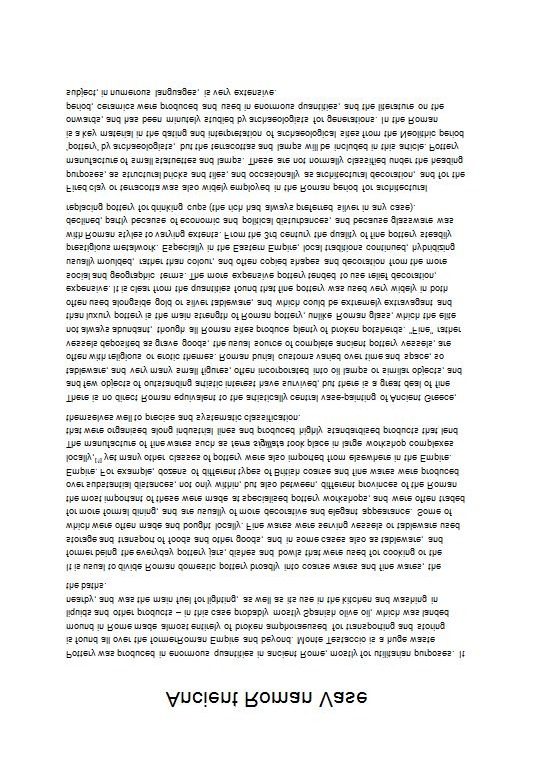 Ancient Roman Vase
Pottery was produced in enormous quantities in ancient Rome, mostly for utilitarian purposes. It
is found all over the formerRoman Empire and beyond. Monte Testaccio is a huge waste
mound in Rome made almost entirely of broken amphoraeused for transporting and storing
liquids and other products – in this case probably mostly Spanish olive oil, which was landed
nearby, and was the main fuel for lighting, as well as its use in the kitchen and washing in
the baths.
It is usual to divide Roman domestic pottery broadly into coarse wares and fine wares, the
former being the everyday pottery jars, dishes and bowls that were used for cooking or the
storage and transport of foods and other goods, and in some cases also as tableware, and
which were often made and bought locally. Fine wares were serving vessels or tableware used
for more formal dining, and are usually of more decorative and elegant appearance. Some of
the most important of these were made at specialised pottery workshops, and were often traded
over substantial distances, not only within, but also between, different provinces of the Roman
Empire. For example, dozens of different types of British coarse and fine wares were produced
locally,[1] yet many other classes of pottery were also imported from elsewhere in the Empire.
The manufacture of fine wares such as terra sigillata took place in large workshop complexes
that were organised along industrial lines and produced highly standardised products that lend
themselves well to precise and systematic classification.
There is no direct Roman equivalent to the artistically central vase-painting of Ancient Greece,
and few objects of outstanding artistic interest have survived, but there is a great deal of fine
tableware, and very many small figures, often incorporated into oil lamps or similar objects, and
often with religious or erotic themes. Roman burial customs varied over time and space, so
vessels deposited as grave goods, the usual source of complete ancient pottery vessels, are
not always abundant, though all Roman sites produce plenty of broken potsherds. "Fine" rather
than luxury pottery is the main strength of Roman pottery, unlike Roman glass, which the elite
often used alongside gold or silver tableware, and which could be extremely extravagant and
expensive. It is clear from the quantities found that fine pottery was used very widely in both
social and geographic terms. The more expensive pottery tended to use relief decoration,
usually moulded, rather than colour, and often copied shapes and decoration from the more
prestigious metalwork. Especially in the Eastern Empire, local traditions continued, hybridizing
with Roman styles to varying extents. From the 3rd century the quality of fine pottery steadily
declined, partly because of economic and political disturbances, and because glassware was
replacing pottery for drinking cups (the rich had always preferred silver in any case).
Fired clay or terracotta was also widely employed in the Roman period for architectural
purposes, as structural bricks and tiles, and occasionally as architectural decoration, and for the
manufacture of small statuettes and lamps. These are not normally classified under the heading
'pottery' by archaeologists, but the terracottas and lamps will be included in this article. Pottery
is a key material in the dating and interpretation of archaeological sites from the Neolithic period
onwards, and has been minutely studied by archaeologists for generations. In the Roman
period, ceramics were produced and used in enormous quantities, and the literature on the
subject, in numerous languages, is very extensive.